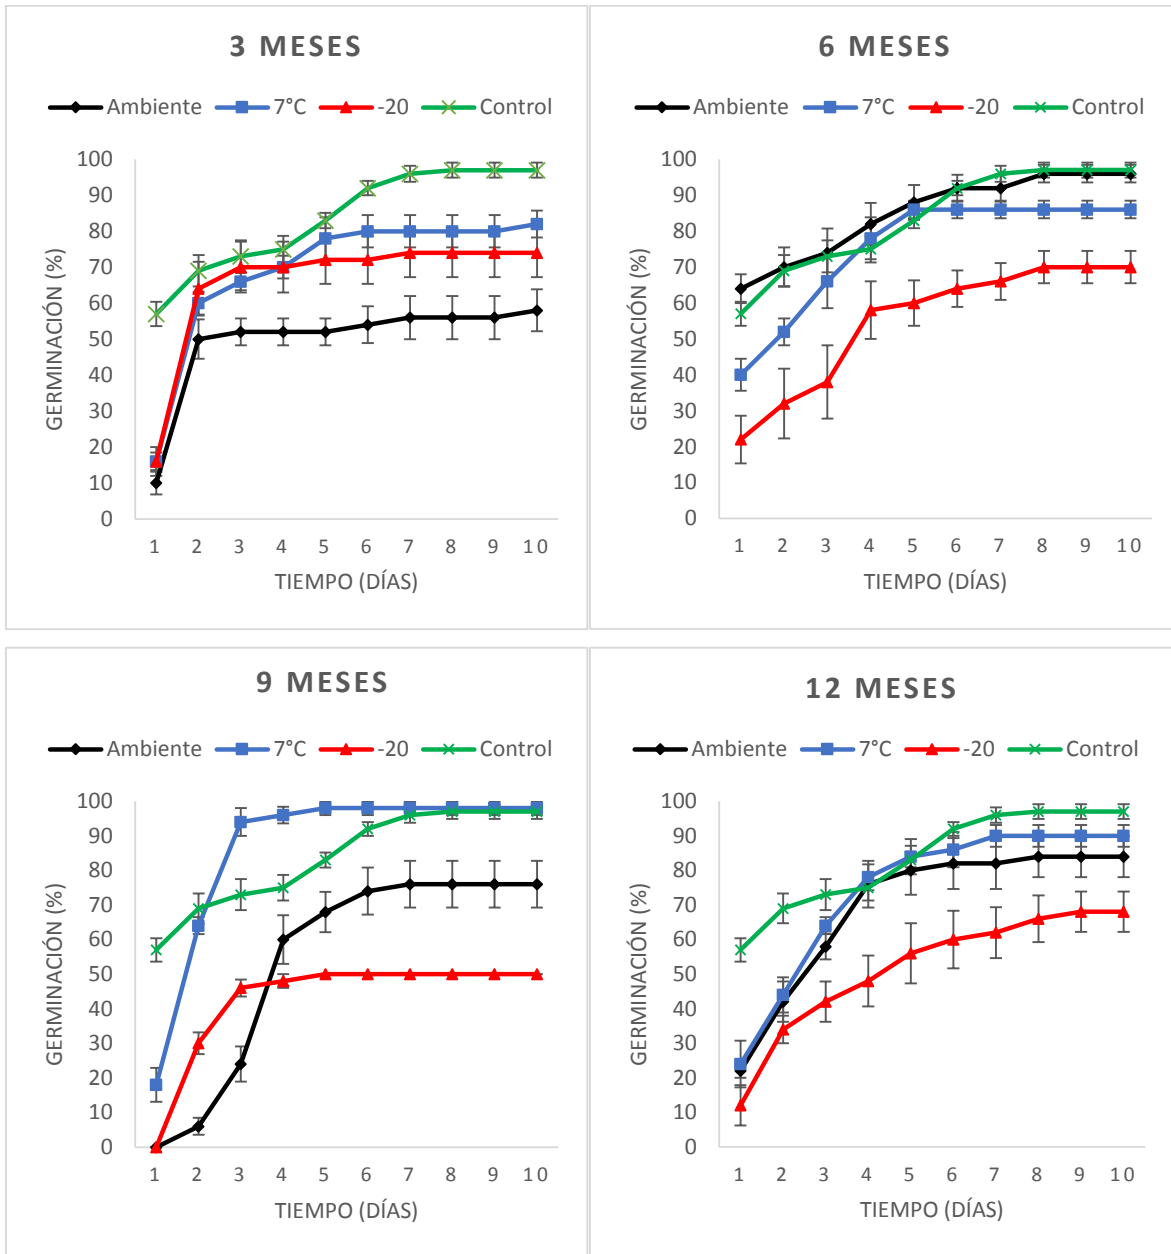 3 MESES
Ambiente 7°C -20 Control
100
90
80
70
60
50
40
30
20
10
0
GERMINACIÓN (%)
1 2 3 4 5 6 7 8 9 10
TIEMPO (DÍAS)
6 MESES
Ambiente 7°C -20 Control
100
90
80
70
60
50
40
30
20
10
0
GERMINACIÓN (%)
1 2 3 4 5 6 7 8 9 10
TIEMPO (DÍAS)
9 MESES
Ambiente 7°C -20 Control
100
90
80
70
60
50
40
30
20
10
0
GERMINACIÓN (%)
1 2 3 4 5 6 7 8 9 10
TIEMPO (DÍAS)
12 MESES
Ambiente 7°C -20 Control
100
90
80
70
60
50
40
30
20
10
0
GERMINACIÓN (%)
1 2 3 4 5 6 7 8 9 10
TIEMPO (DÍAS)